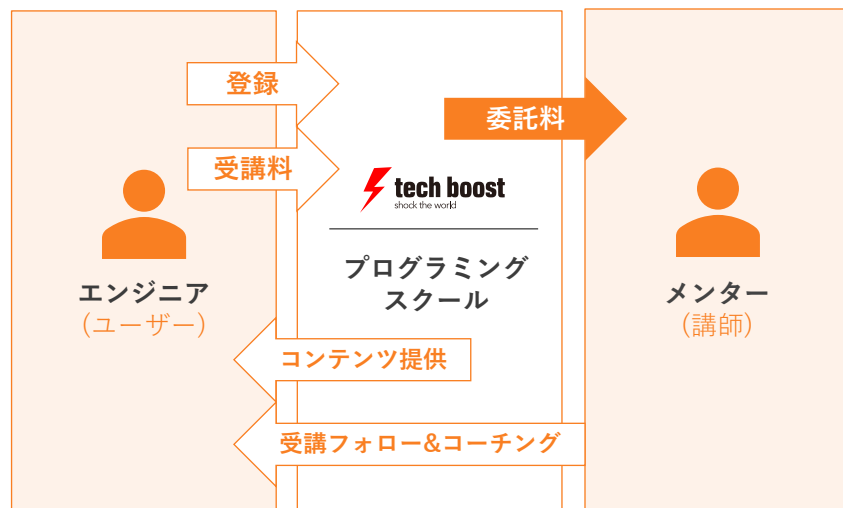 登録
委託料
受講料
tech boost
shock the world
プログラミング
スクール
エンジニア
(ユーザー)
メンター
(講師)
コンテンツ提供
受講フォロー&コーチング